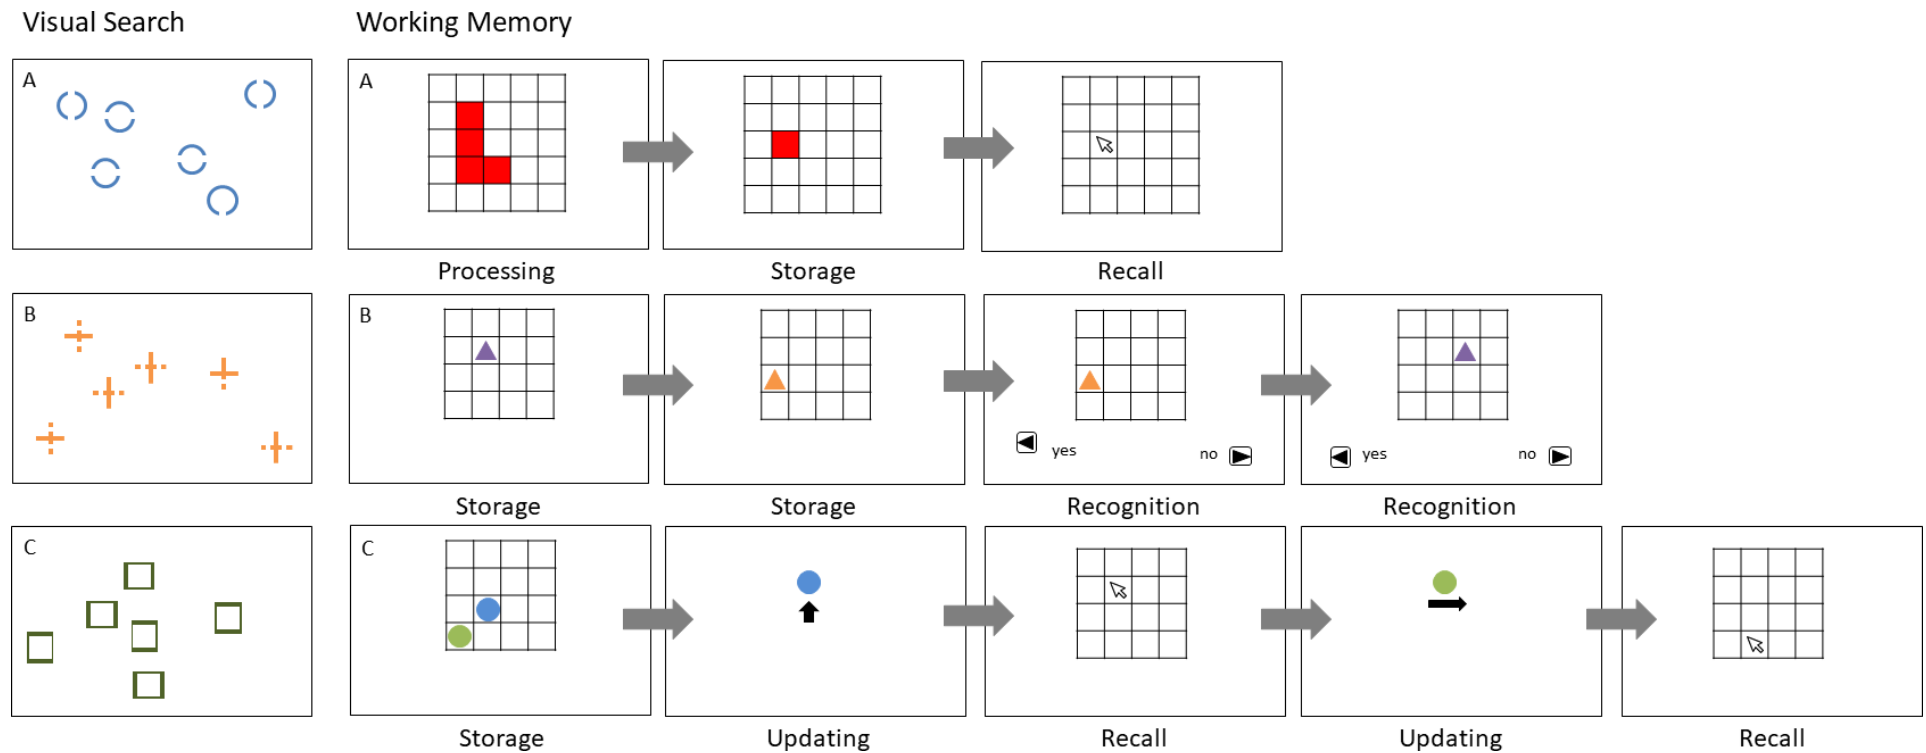 Visual Search
Working Memory
A
A
Processing
Storage
Recall
B
B
yes
no
yes
no
Storage
Storage
Recognition
Recognition
C
C
Storage
Updating
Recall
Updating
Recall